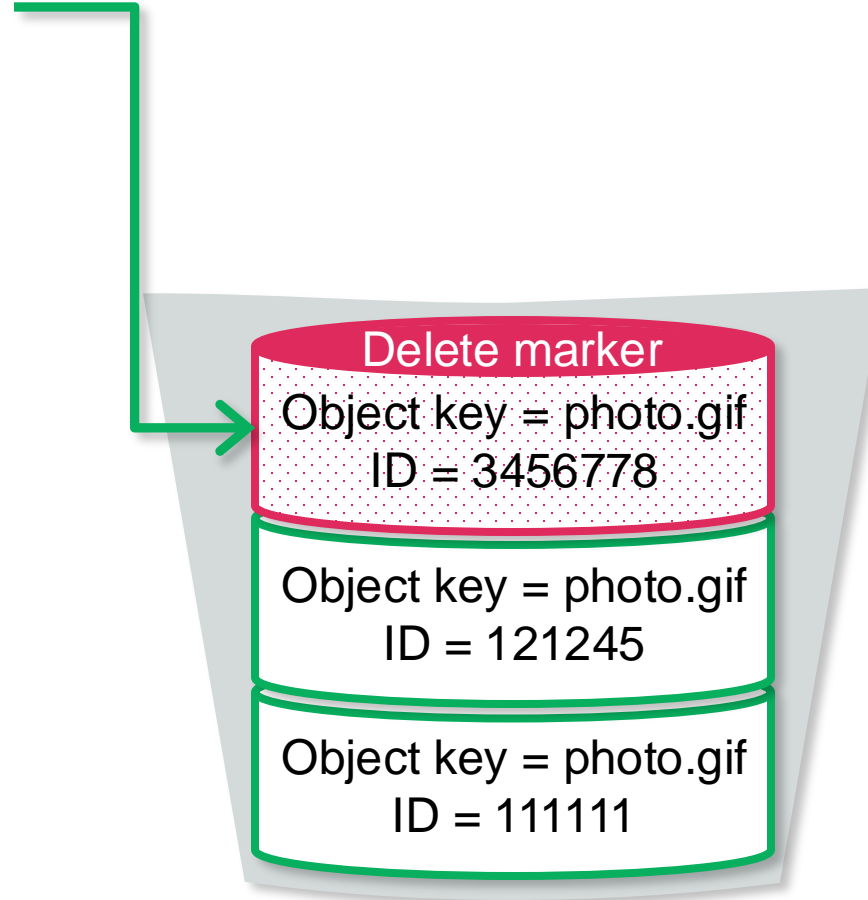 Delete marker
Object key = photo.gif
ID = 3456778
Object key = photo.gif
ID = 121245
Object key = photo.gif
ID = 111111